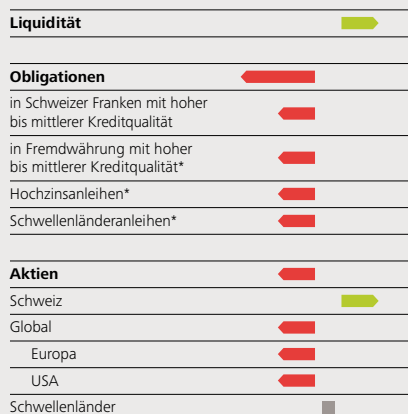 Liquidität
Obligationen
in Schweizer Franken mit hoher
bis mittlerer Kreditqualität
in Fremdwährung mit hoher
bis mittlerer Kreditqualität*
Hochzinsanleihen*
Schwellenländeranleihen*
Aktien
Schweiz
Global
Europa
USA
Schwellenländer